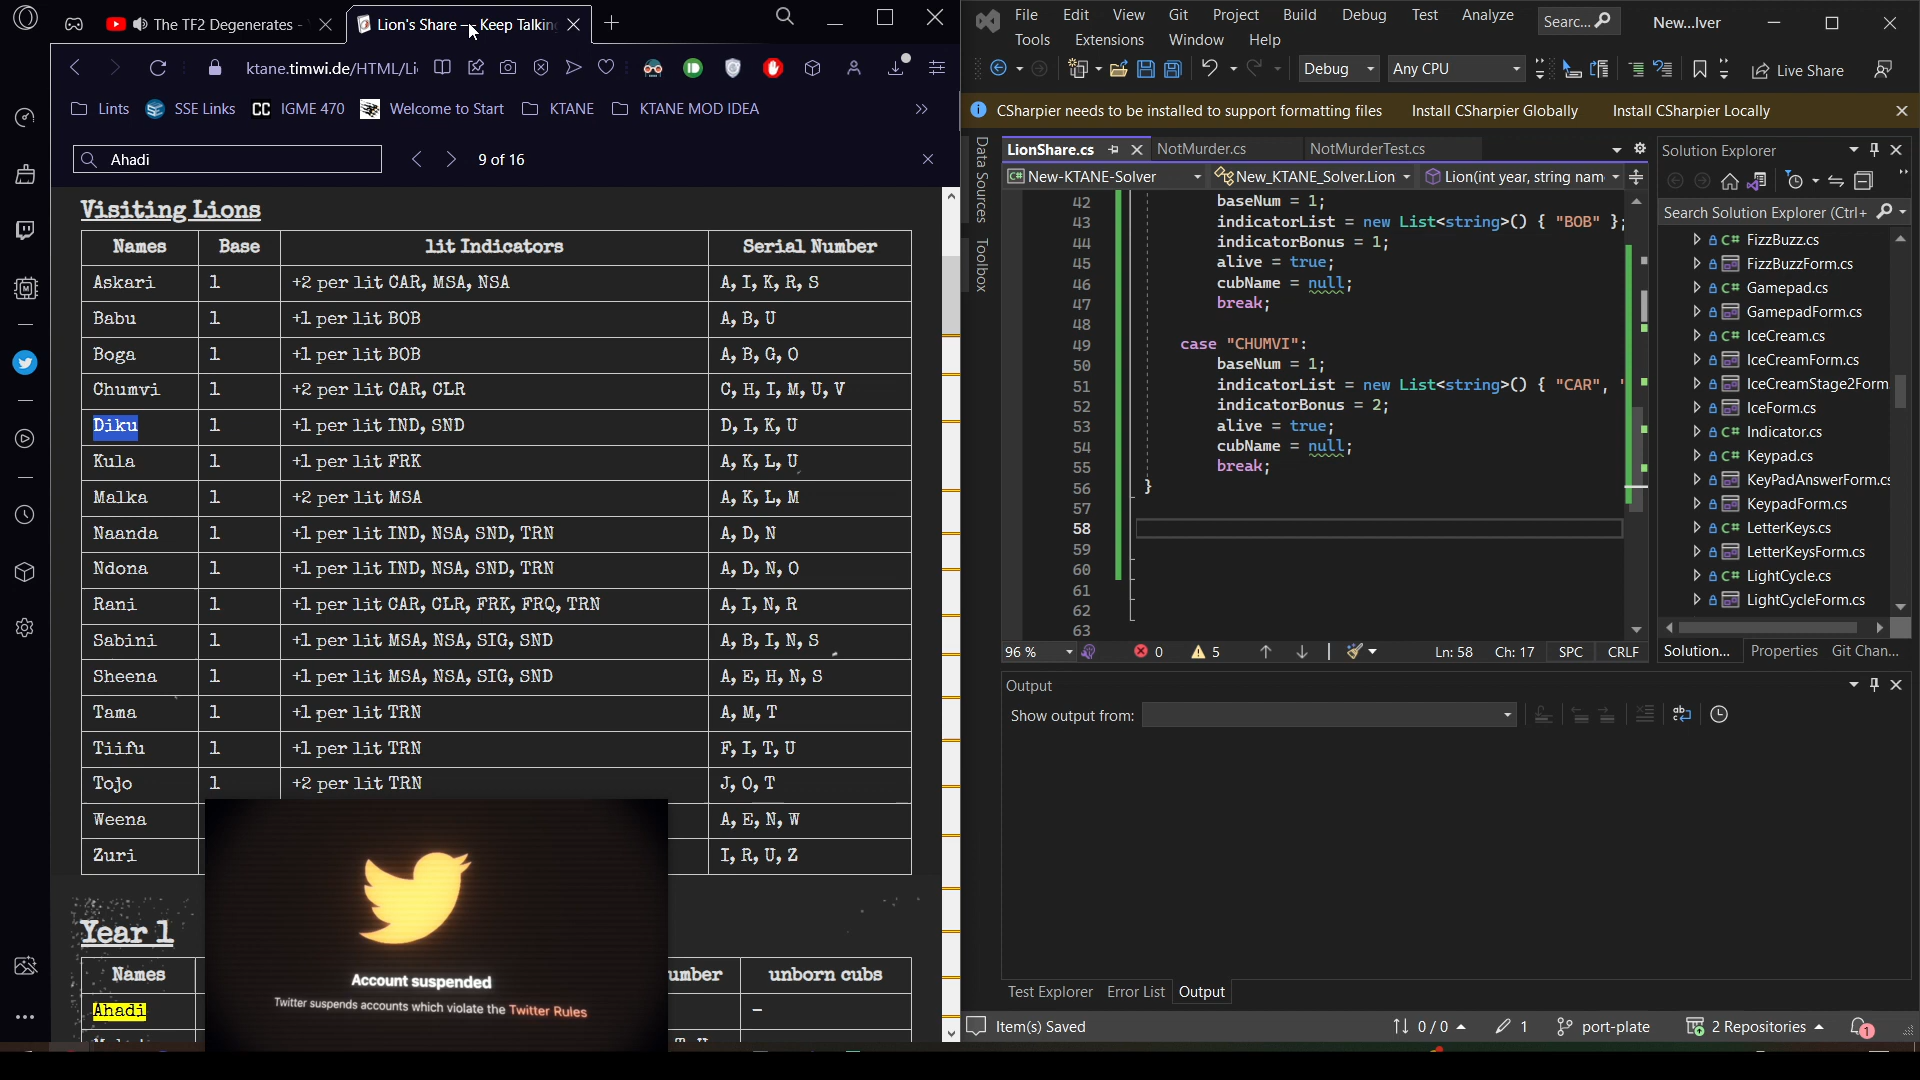 The TF2 Degenerates -
Lion's Share — Keep Talkin
ktane.timwi.de/HTML/Li
Lints
SSE Links
CC
IGME 470
Welcome to Start
KTANE
KTANE MOD IDEA
»
Ahadi
9 of 16
Visiting Lions
Names Base lit Indicators Serial Number
Askari 1 +2 per lit CAR, MSA, NSA A, I, K, R, S
Babu 1 +1 per lit BOB A, B, U
Boga 1 +1 per lit BOB A, B, G, O
Chumvi 1 +2 per lit CAR, CLR C, H, I, M, U, V
Diku 1 +1 per lit IND, SND D, I, K, U
Kula 1 +1 per lit FRK A, K, L, U
Malka 1 +2 per lit MSA A, K, L, M
Naanda 1 +1 per lit IND, NSA, SND, TRN A, D, N
Ndona 1 +1 per lit IND, NSA, SND, TRN A, D, N, O
Rani 1 +1 per lit CAR, CLR, FRK, FRQ, TRN A, I, N, R
Sabini 1 +1 per lit MSA, NSA, SIG, SND A, B, I, N, S
Sheena 1 +1 per lit MSA, NSA, SIG, SND A, E, H, N, S
Tama 1 +1 per lit TRN A, M, T
Tiifu 1 +1 per lit TRN F, I, T, U
Tojo 1 +2 per lit TRN J, O, T
Weena A, E, N, W
Zuri I, R, U, Z
Year 1
Names umber unborn cubs
Ahadi –
Account suspended
Twitter suspends accounts which violate the Twitter Rules
File Edit View Git Project Build Debug Test Analyze
Searc... New...lver
Tools Extensions Window Help
Debug Any CPU Live Share
CSharpier needs to be installed to support formatting files Install CSharpier Globally Install CSharpier Locally
Data Sources
Toolbox
LionShare.cs NotMurder.cs NotMurderTest.cs
New-KTANE-Solver New_KTANE_Solver.Lion Lion(int year, string nam
42 baseNum = 1;
43 indicatorList = new List<string>() { "BOB" };
44 indicatorBonus = 1;
45 alive = true;
46 cubName = null;
47 break;
48
49 case "CHUMVI":
50 baseNum = 1;
51 indicatorList = new List<string>() { "CAR", "
52 indicatorBonus = 2;
53 alive = true;
54 cubName = null;
55 break;
56 }
57
58
59
60
61
62
63
96 % 0 5 Ln: 58 Ch: 17 SPC CRLF
Solution Explorer
Search Solution Explorer (Ctrl+
C# FizzBuzz.cs
FizzBuzzForm.cs
C# Gamepad.cs
GamepadForm.cs
C# IceCream.cs
IceCreamForm.cs
IceCreamStage2Form
IceForm.cs
C# Indicator.cs
C# Keypad.cs
KeyPadAnswerForm.cs
KeypadForm.cs
C# LetterKeys.cs
LetterKeysForm.cs
C# LightCycle.cs
LightCycleForm.cs
Solution... Properties Git Chan...
Output
Show output from:
Test Explorer Error List Output
Item(s) Saved 0 / 0 1 port-plate 2 Repositories 1